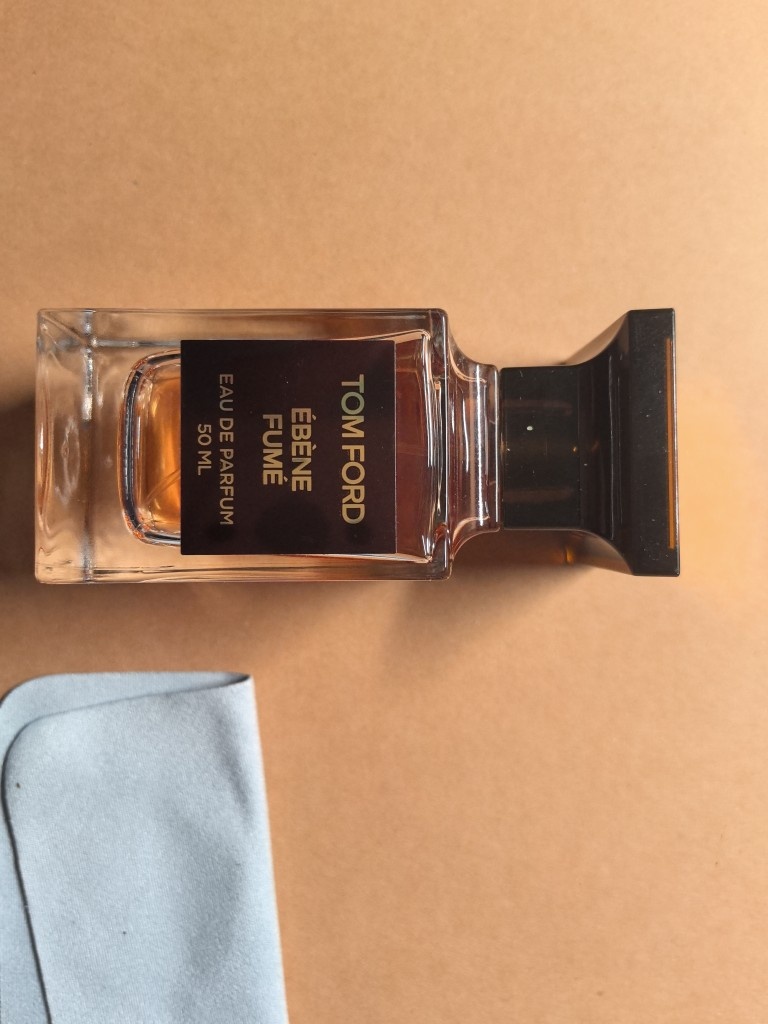 TOM FORD
ÉBÈNE
FUMÉ
EAU DE PARFUM
50 ML